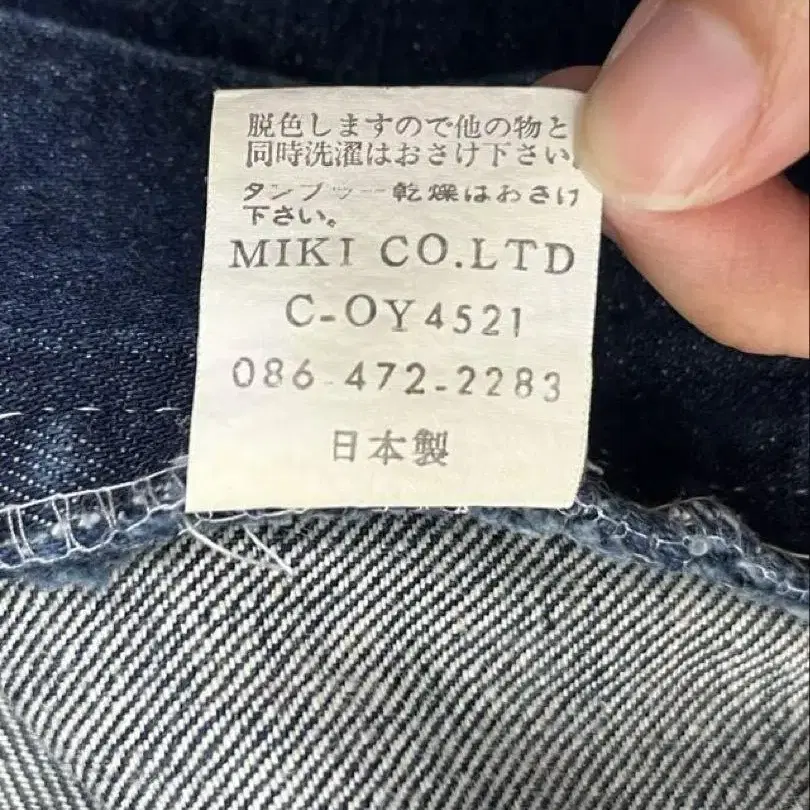 脱色しますので他の物と
同時洗濯はおさけ下さい。
タンブラー乾燥はおさけ
下さい。
MIKI CO.LTD
C-OY4521
086-472-2283
日本製